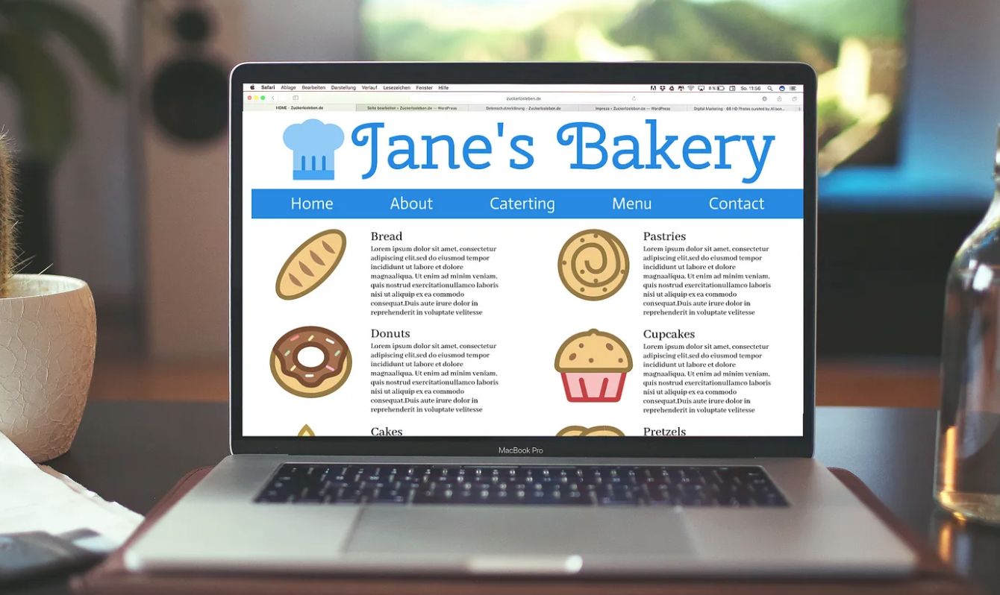 Safari Ablage Bearbeiten Darstellung Verlauf Lesezeichen Fenster Hilfe 8 % So. 11:56
zuckerlosleben.de
HOME - Zuckerlosleben.de Seite bearbeiten ‹ Zuckerlosleben.de — WordPress Datenschutzerklärung – Zuckerlosleben.de Impress ‹ Zuckerlosleben.de — WordPress Digital Marketing - 66 HD Photos curated by Alison...
Jane's Bakery
Home About Caterting Menu Contact
Bread
Lorem ipsum dolor sit amet, consectetur
adipiscing elit,sed do eiusmod tempor
incididunt ut labore et dolore
magnaaliqua. Ut enim ad minim veniam,
quis nostrud exercitationullamco laboris
nisi ut aliquip ex ea commodo
consequat.Duis aute irure dolor in
reprehenderit in voluptate velitesse
Pastries
Lorem ipsum dolor sit amet, consectetur
adipiscing elit,sed do eiusmod tempor
incididunt ut labore et dolore
magnaaliqua. Ut enim ad minim veniam,
quis nostrud exercitationullamco laboris
nisi ut aliquip ex ea commodo
consequat.Duis aute irure dolor in
reprehenderit in voluptate velitesse
Donuts
Lorem ipsum dolor sit amet, consectetur
adipiscing elit,sed do eiusmod tempor
incididunt ut labore et dolore
magnaaliqua. Ut enim ad minim veniam,
quis nostrud exercitationullamco laboris
nisi ut aliquip ex ea commodo
consequat.Duis aute irure dolor in
reprehenderit in voluptate velitesse
Cupcakes
Lorem ipsum dolor sit amet, consectetur
adipiscing elit,sed do eiusmod tempor
incididunt ut labore et dolore
magnaaliqua. Ut enim ad minim veniam,
quis nostrud exercitationullamco laboris
nisi ut aliquip ex ea commodo
consequat.Duis aute irure dolor in
reprehenderit in voluptate velitesse
Cakes
Pretzels
MacBook Pro